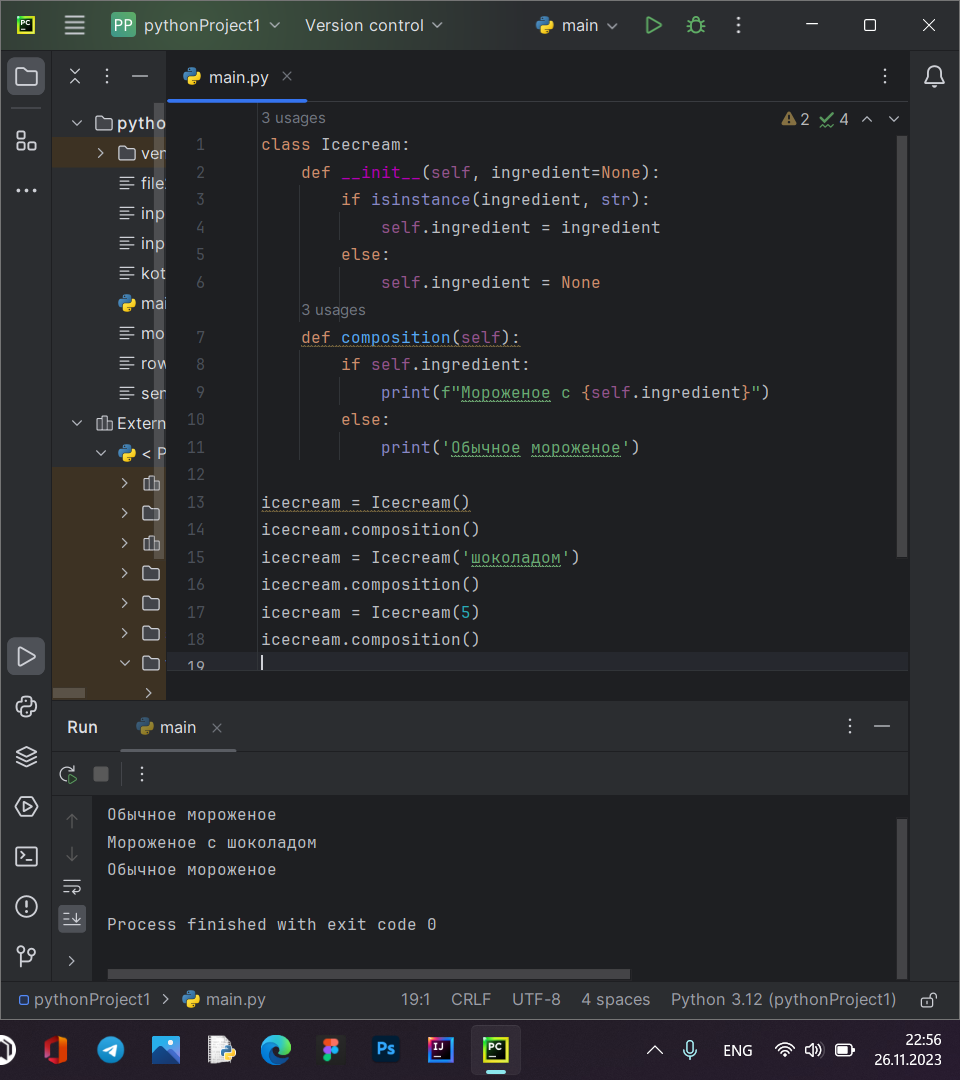 PC PP pythonProject1 Version control main
main.py
pytho
ver
file
inp
inp
kot
mai
mo
row
sen
Extern
< P
3 usages 2 4
1 class Icecream:
2 def __init__(self, ingredient=None):
3 if isinstance(ingredient, str):
4 self.ingredient = ingredient
5 else:
6 self.ingredient = None
3 usages
7 def composition(self):
8 if self.ingredient:
9 print(f"Мороженое с {self.ingredient}")
10 else:
11 print('Обычное мороженое')
12
13 icecream = Icecream()
14 icecream.composition()
15 icecream = Icecream('шоколадом')
16 icecream.composition()
17 icecream = Icecream(5)
18 icecream.composition()
19
Run main
Обычное мороженое
Мороженое с шоколадом
Обычное мороженое
Process finished with exit code 0
pythonProject1 > main.py 19:1 CRLF UTF-8 4 spaces Python 3.12 (pythonProject1)
Ps IJ PC ENG 22:56
26.11.2023